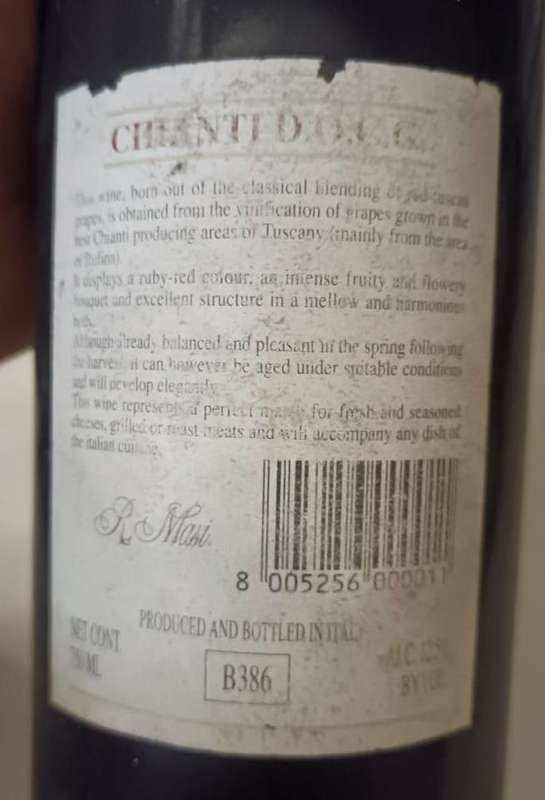 CHIANTI D.O.C.G.
This wine, born out of the classical blending of red tuscan
grapes, is obtained from the vinification of grapes grown in the
best Chianti producing areas of Tuscany (mainly from the area
of Rufina).
It displays a ruby-red colour, an intense fruity and flowery
bouquet and excellent structure in a mellow and harmonious
Although already balanced and pleasant in the spring following
the harvest, it can however be aged under suitable conditions
and will develop elegantly.
This wine represents a perfect match for fresh and seasoned
cheeses, grilled or roast meats and will accompany any dish of
the italian cuisine.
R. Masi
8 005256 000011
PRODUCED AND BOTTLED IN ITALY
NET CONT
750 ML
B386
ALC. 12.5%
BY VOL.